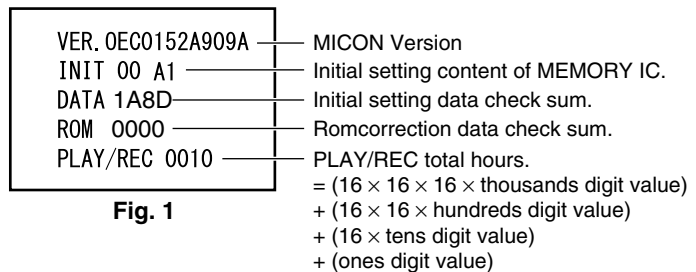 VER. OEC0152A909A
MICON Version
INIT 00 A1
Initial setting content of MEMORY IC.
DATA 1A8D
Initial setting data check sum.
ROM 0000
Romcorrection data check sum.
PLAY/REC 0010
PLAY/REC total hours.
= (16 × 16 × 16 × thousands digit value)
+ (16 × 16 × hundreds digit value)
+ (16 × tens digit value)
+ (ones digit value)
Fig. 1